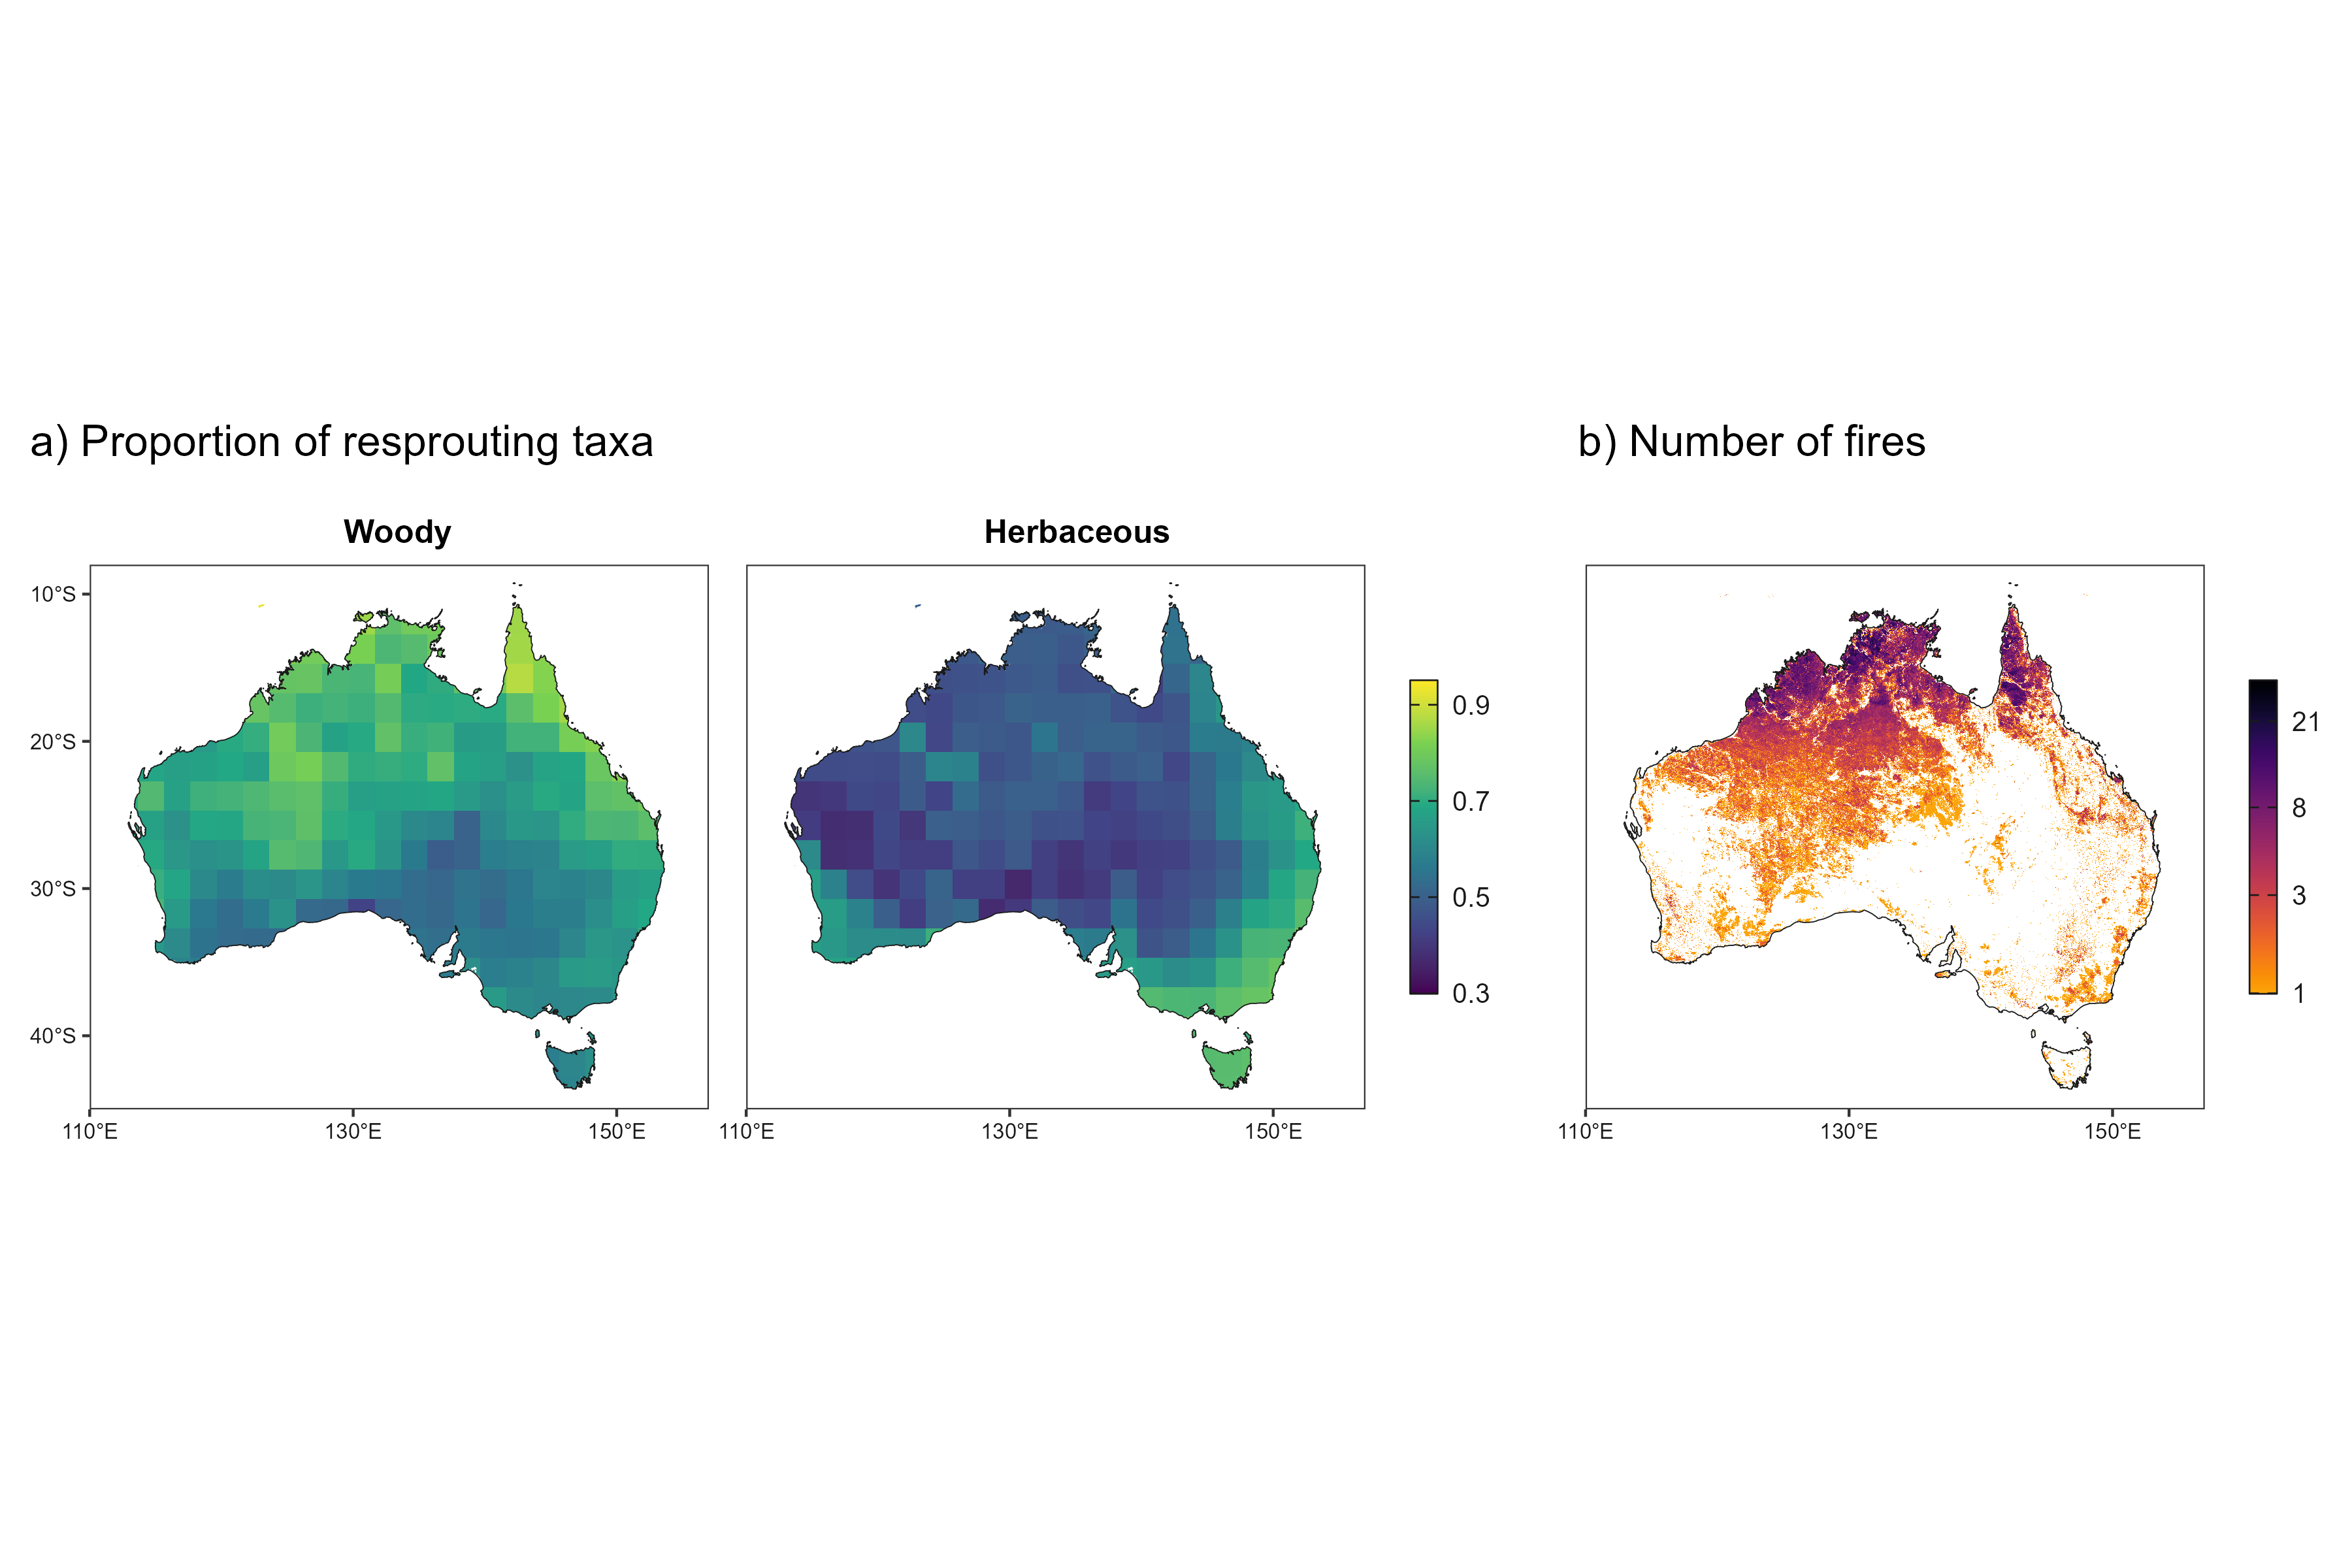 a) Proportion of resprouting taxa
b) Number of fires
Woody
Herbaceous
10°S
20°S
30°S
40°S
110°E
130°E
150°E
110°E
130°E
150°E
0.9
0.7
0.5
0.3
110°E
130°E
150°E
21
8
3
1